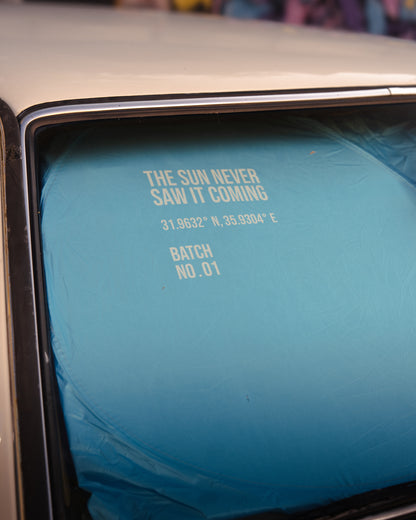 THE SUN NEVER
SAW IT COMING
31.9632° N, 35.9304° E
BATCH
NO.01